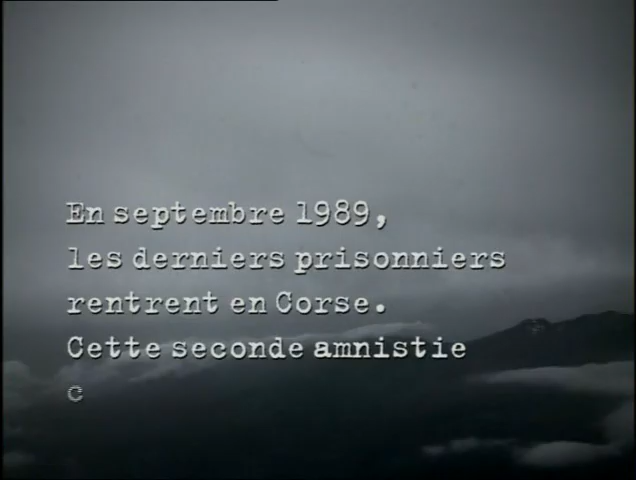 En septembre 1989,
les derniers prisonniers
rentrent en Corse.
Cette seconde amnistie
c